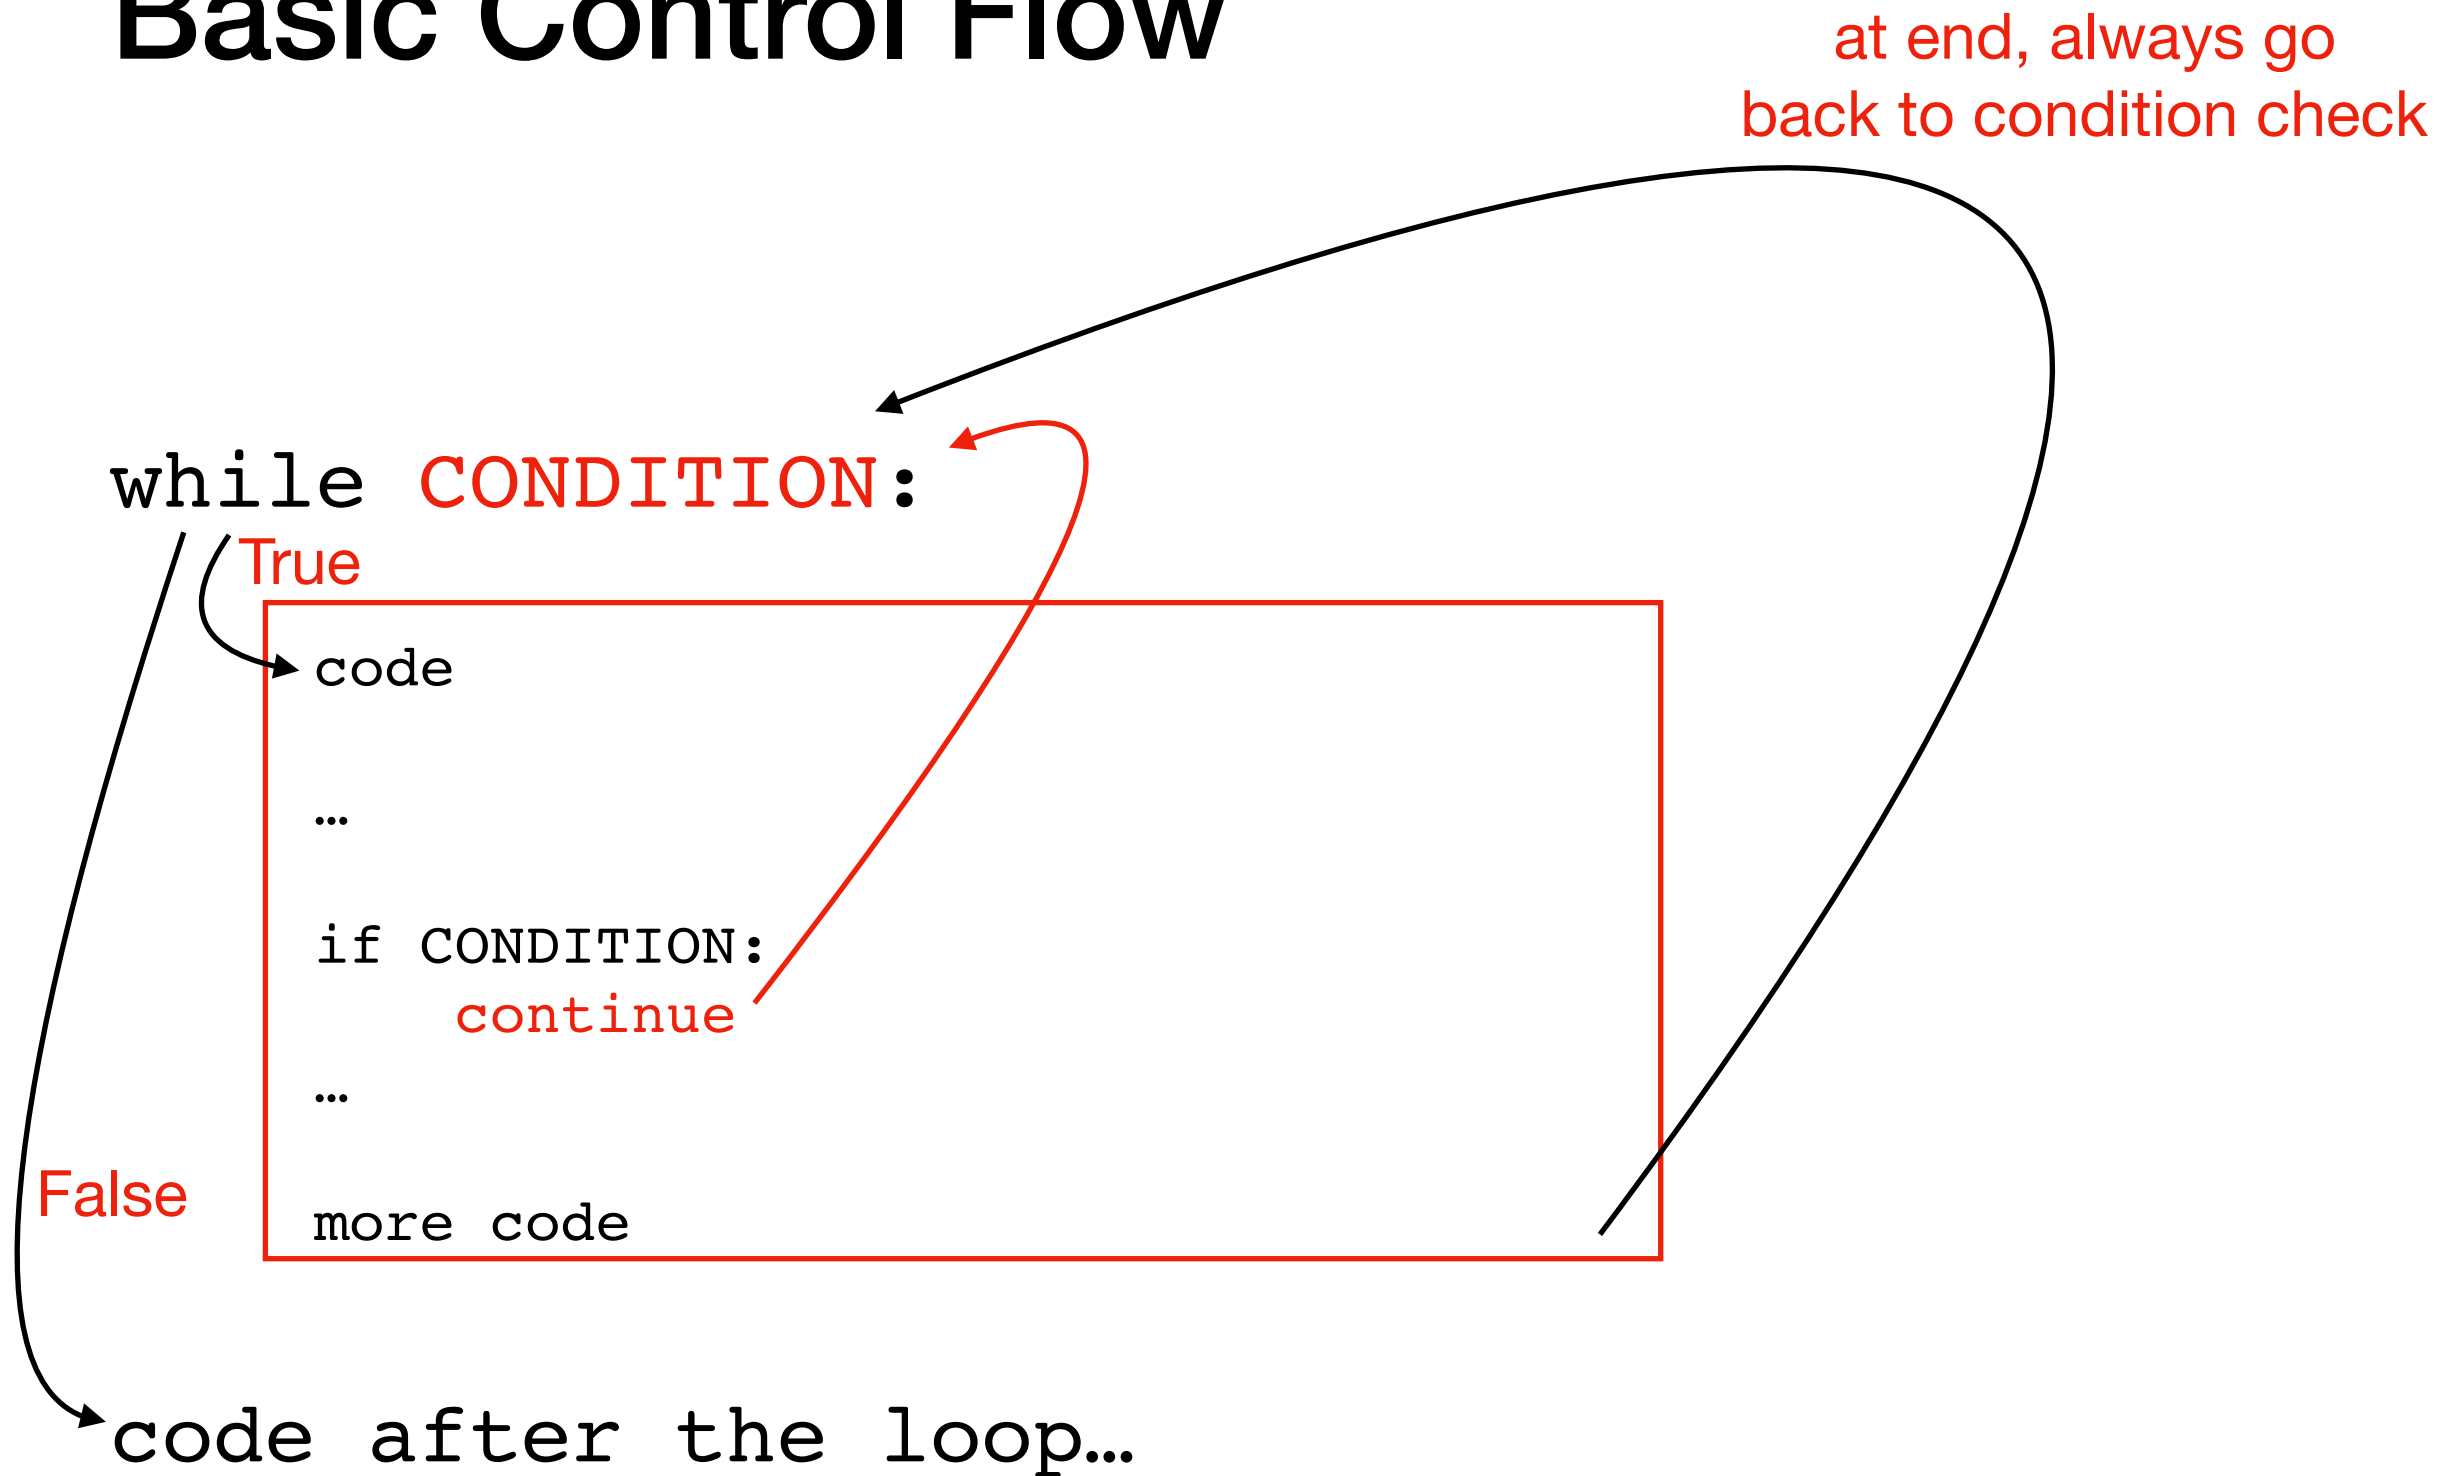 Basic Control Flow
at end, always go
back to condition check
while CONDITION:
True
code
…
if CONDITION:
continue
…
False
more code
code after the loop…